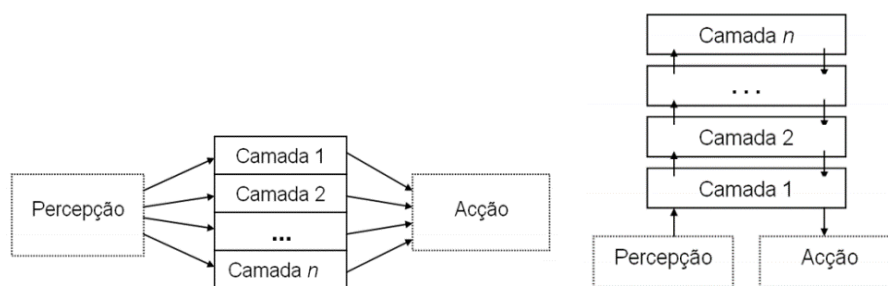 Percepção
Camada 1
Camada 2
...
Camada n
Acção
Camada n
...
Camada 2
Camada 1
Percepção
Acção